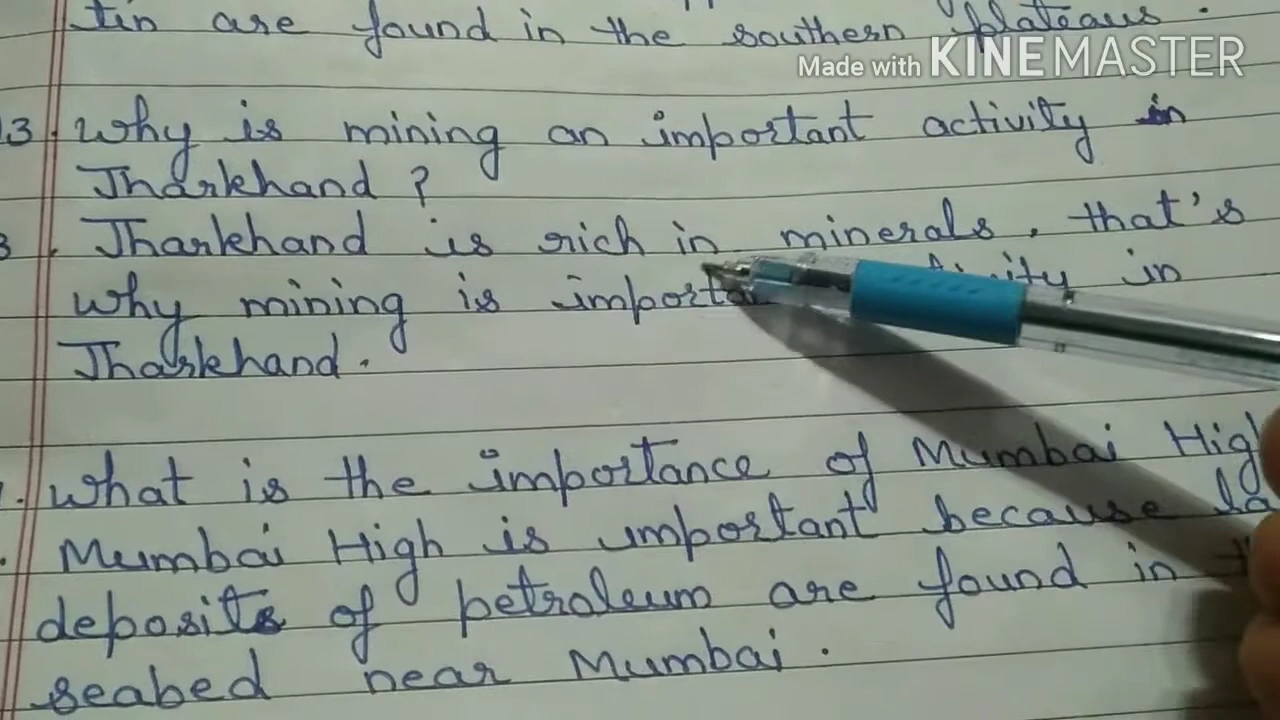 tin are found in the southern plateaus.
Made with KINEMASTER
13. Why is mining an important activity in
Jharkhand ?
3. Jharkhand is rich in minerals, that's
why mining is in
Jharkhand.
. What is the importance of Mumbai
. Mumbai High is important because
deposits of petroleum are found in
seabed near Mumbai.